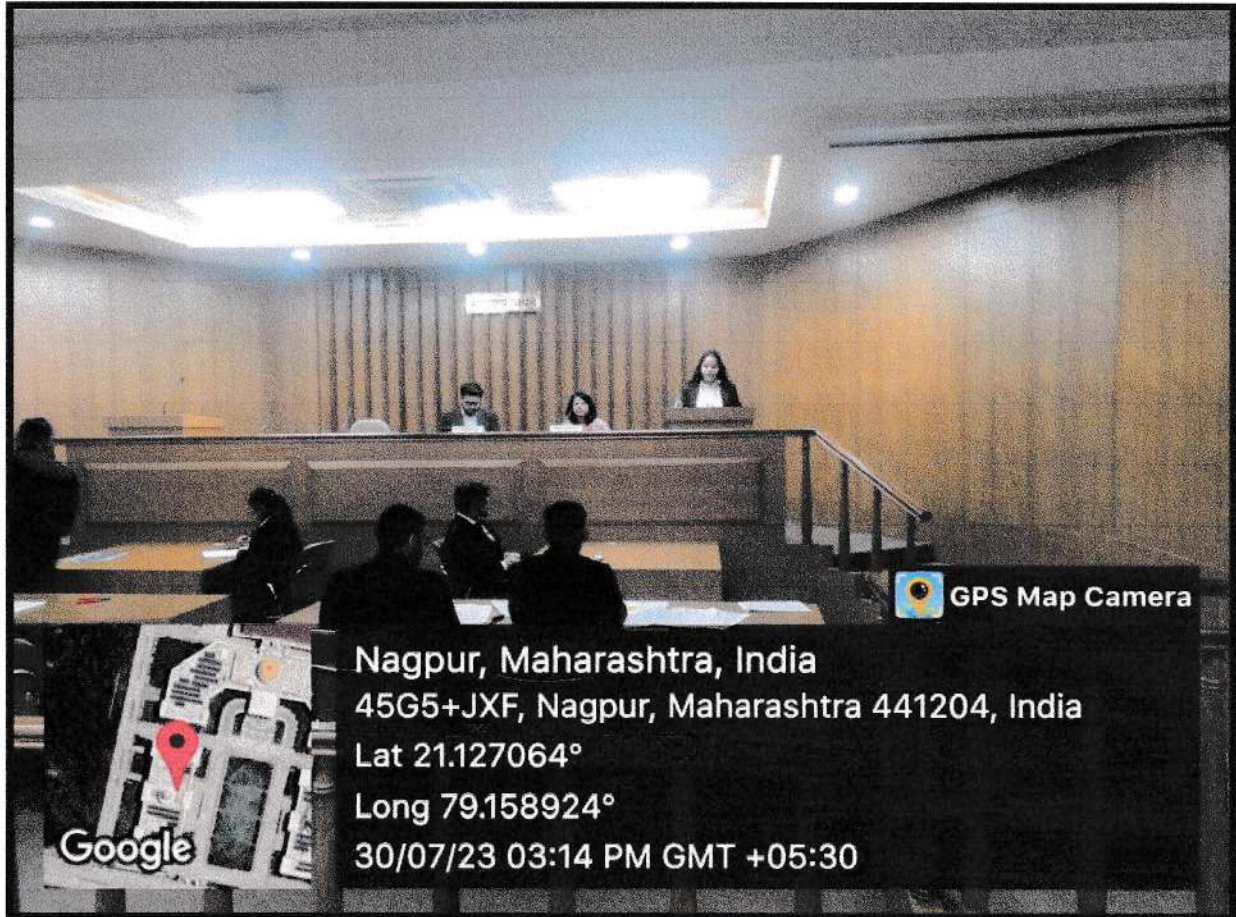 GPS Map Camera
Nagpur, Maharashtra, India
45G5+JXF, Nagpur, Maharashtra 441204, India
Lat 21.127064°
Long 79.158924°
30/07/23 03:14 PM GMT +05:30
Google